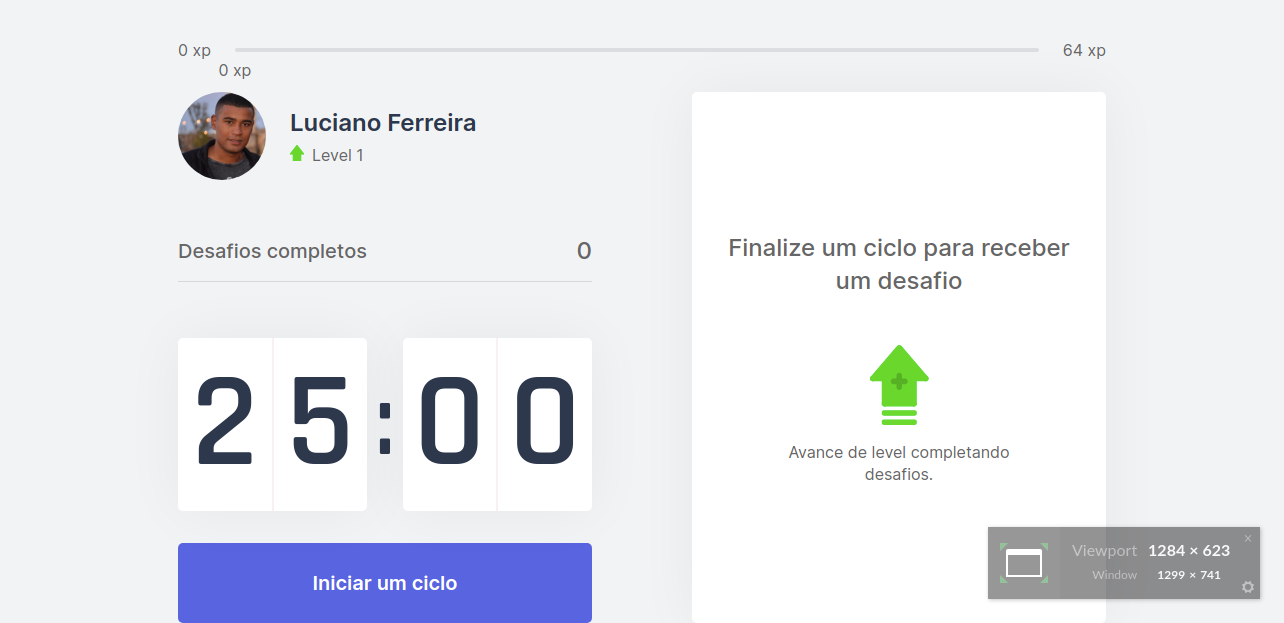 0 xp
64 xp
0 xp
Luciano Ferreira
Level 1
Desafios completos
0
25:00
Iniciar um ciclo
Finalize um ciclo para receber
um desafio
Avance de level completando
desafios.
Viewport 1284 × 623
Window 1299 × 741